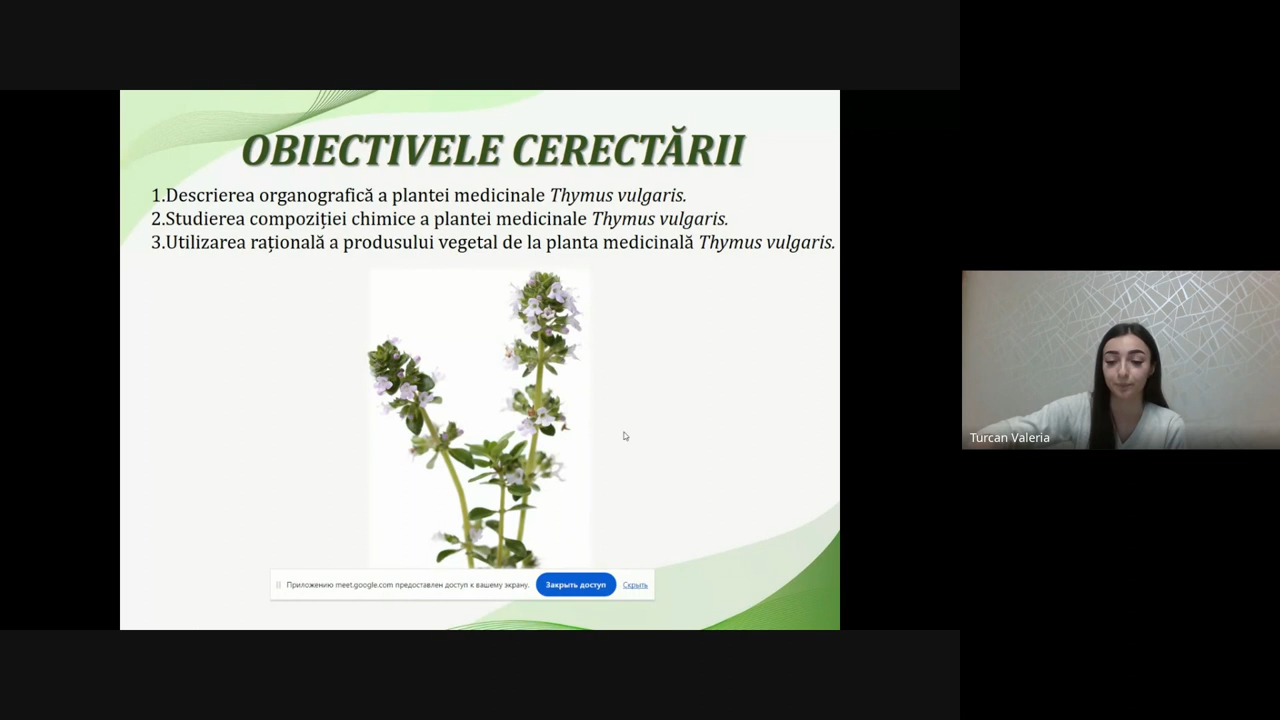 OBIECTIVELE CERECTĂRII
1.Descrierea organografică a plantei medicinale Thymus vulgaris.
2.Studierea compoziției chimice a plantei medicinale Thymus vulgaris.
3.Utilizarea rațională a produsului vegetal de la planta medicinală Thymus vulgaris.
Turcan Valeria
Приложению meet.google.com предоставлен доступ к вашему экрану. Закрыть доступ Скрыть